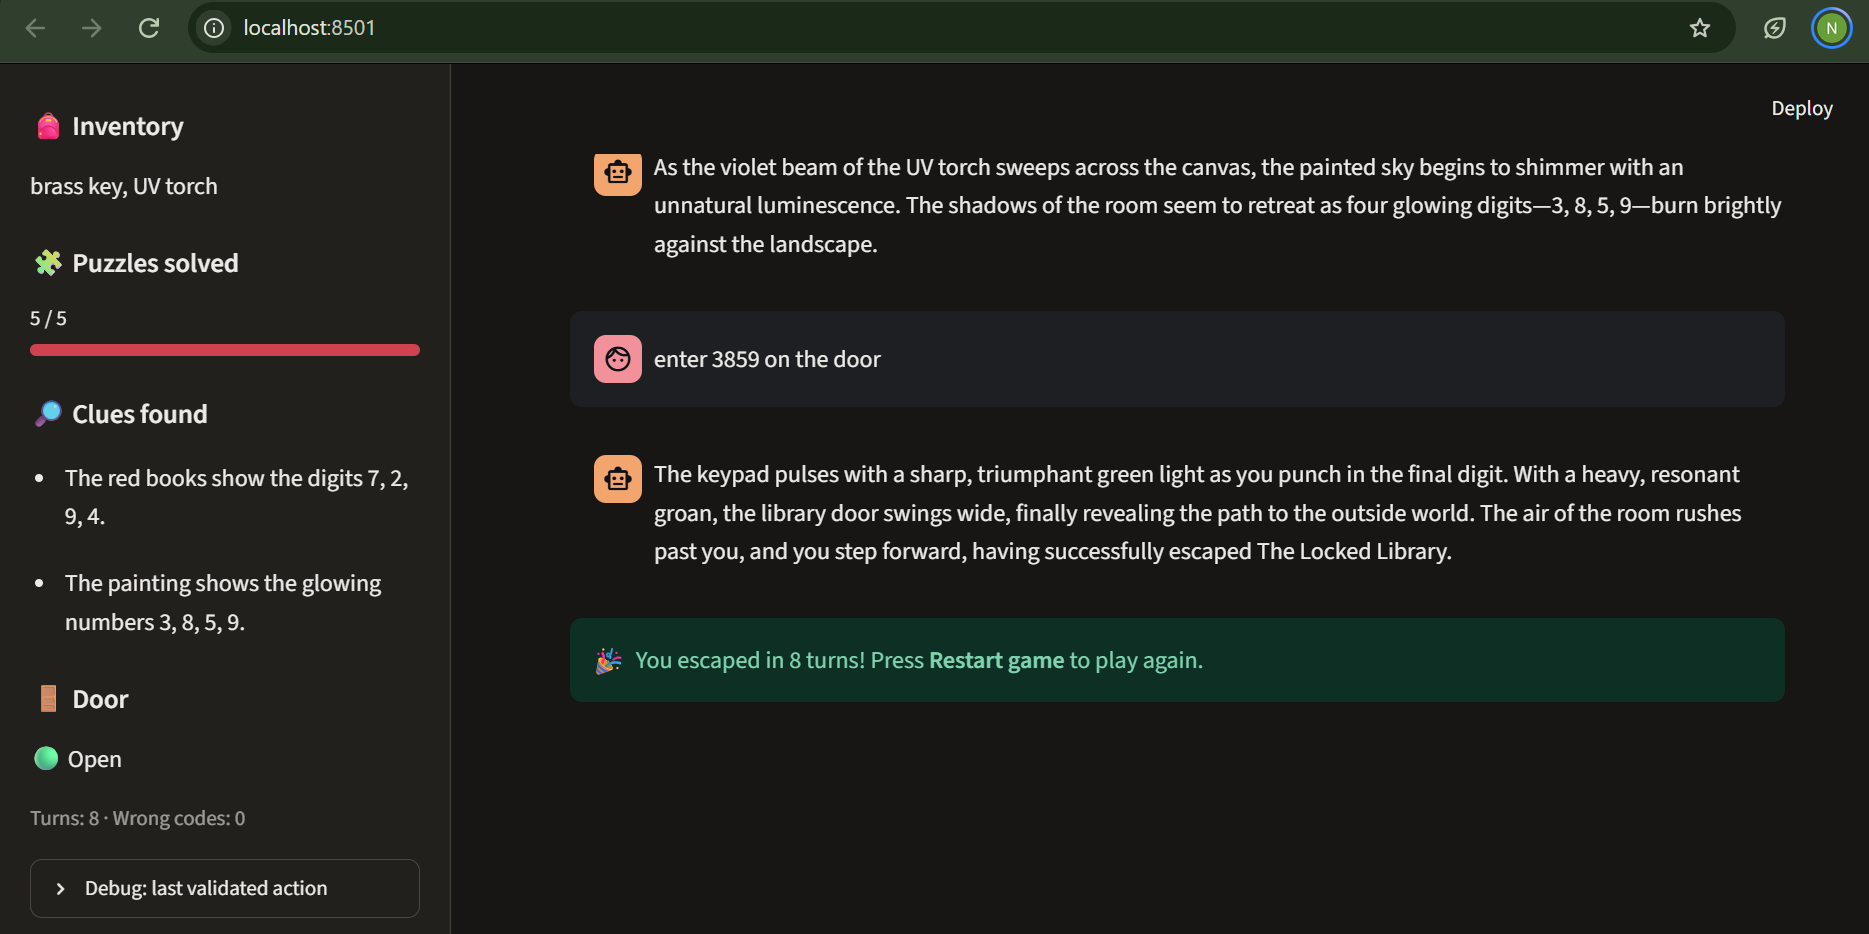 localhost:8501
N
Inventory
brass key, UV torch
Puzzles solved
5 / 5
Clues found
• The red books show the digits 7, 2,
9, 4.
• The painting shows the glowing
numbers 3, 8, 5, 9.
Door
Open
Turns: 8 · Wrong codes: 0
Debug: last validated action
Deploy
As the violet beam of the UV torch sweeps across the canvas, the painted sky begins to shimmer with an
unnatural luminescence. The shadows of the room seem to retreat as four glowing digits—3, 8, 5, 9—burn brightly
against the landscape.
enter 3859 on the door
The keypad pulses with a sharp, triumphant green light as you punch in the final digit. With a heavy, resonant
groan, the library door swings wide, finally revealing the path to the outside world. The air of the room rushes
past you, and you step forward, having successfully escaped The Locked Library.
You escaped in 8 turns! Press Restart game to play again.